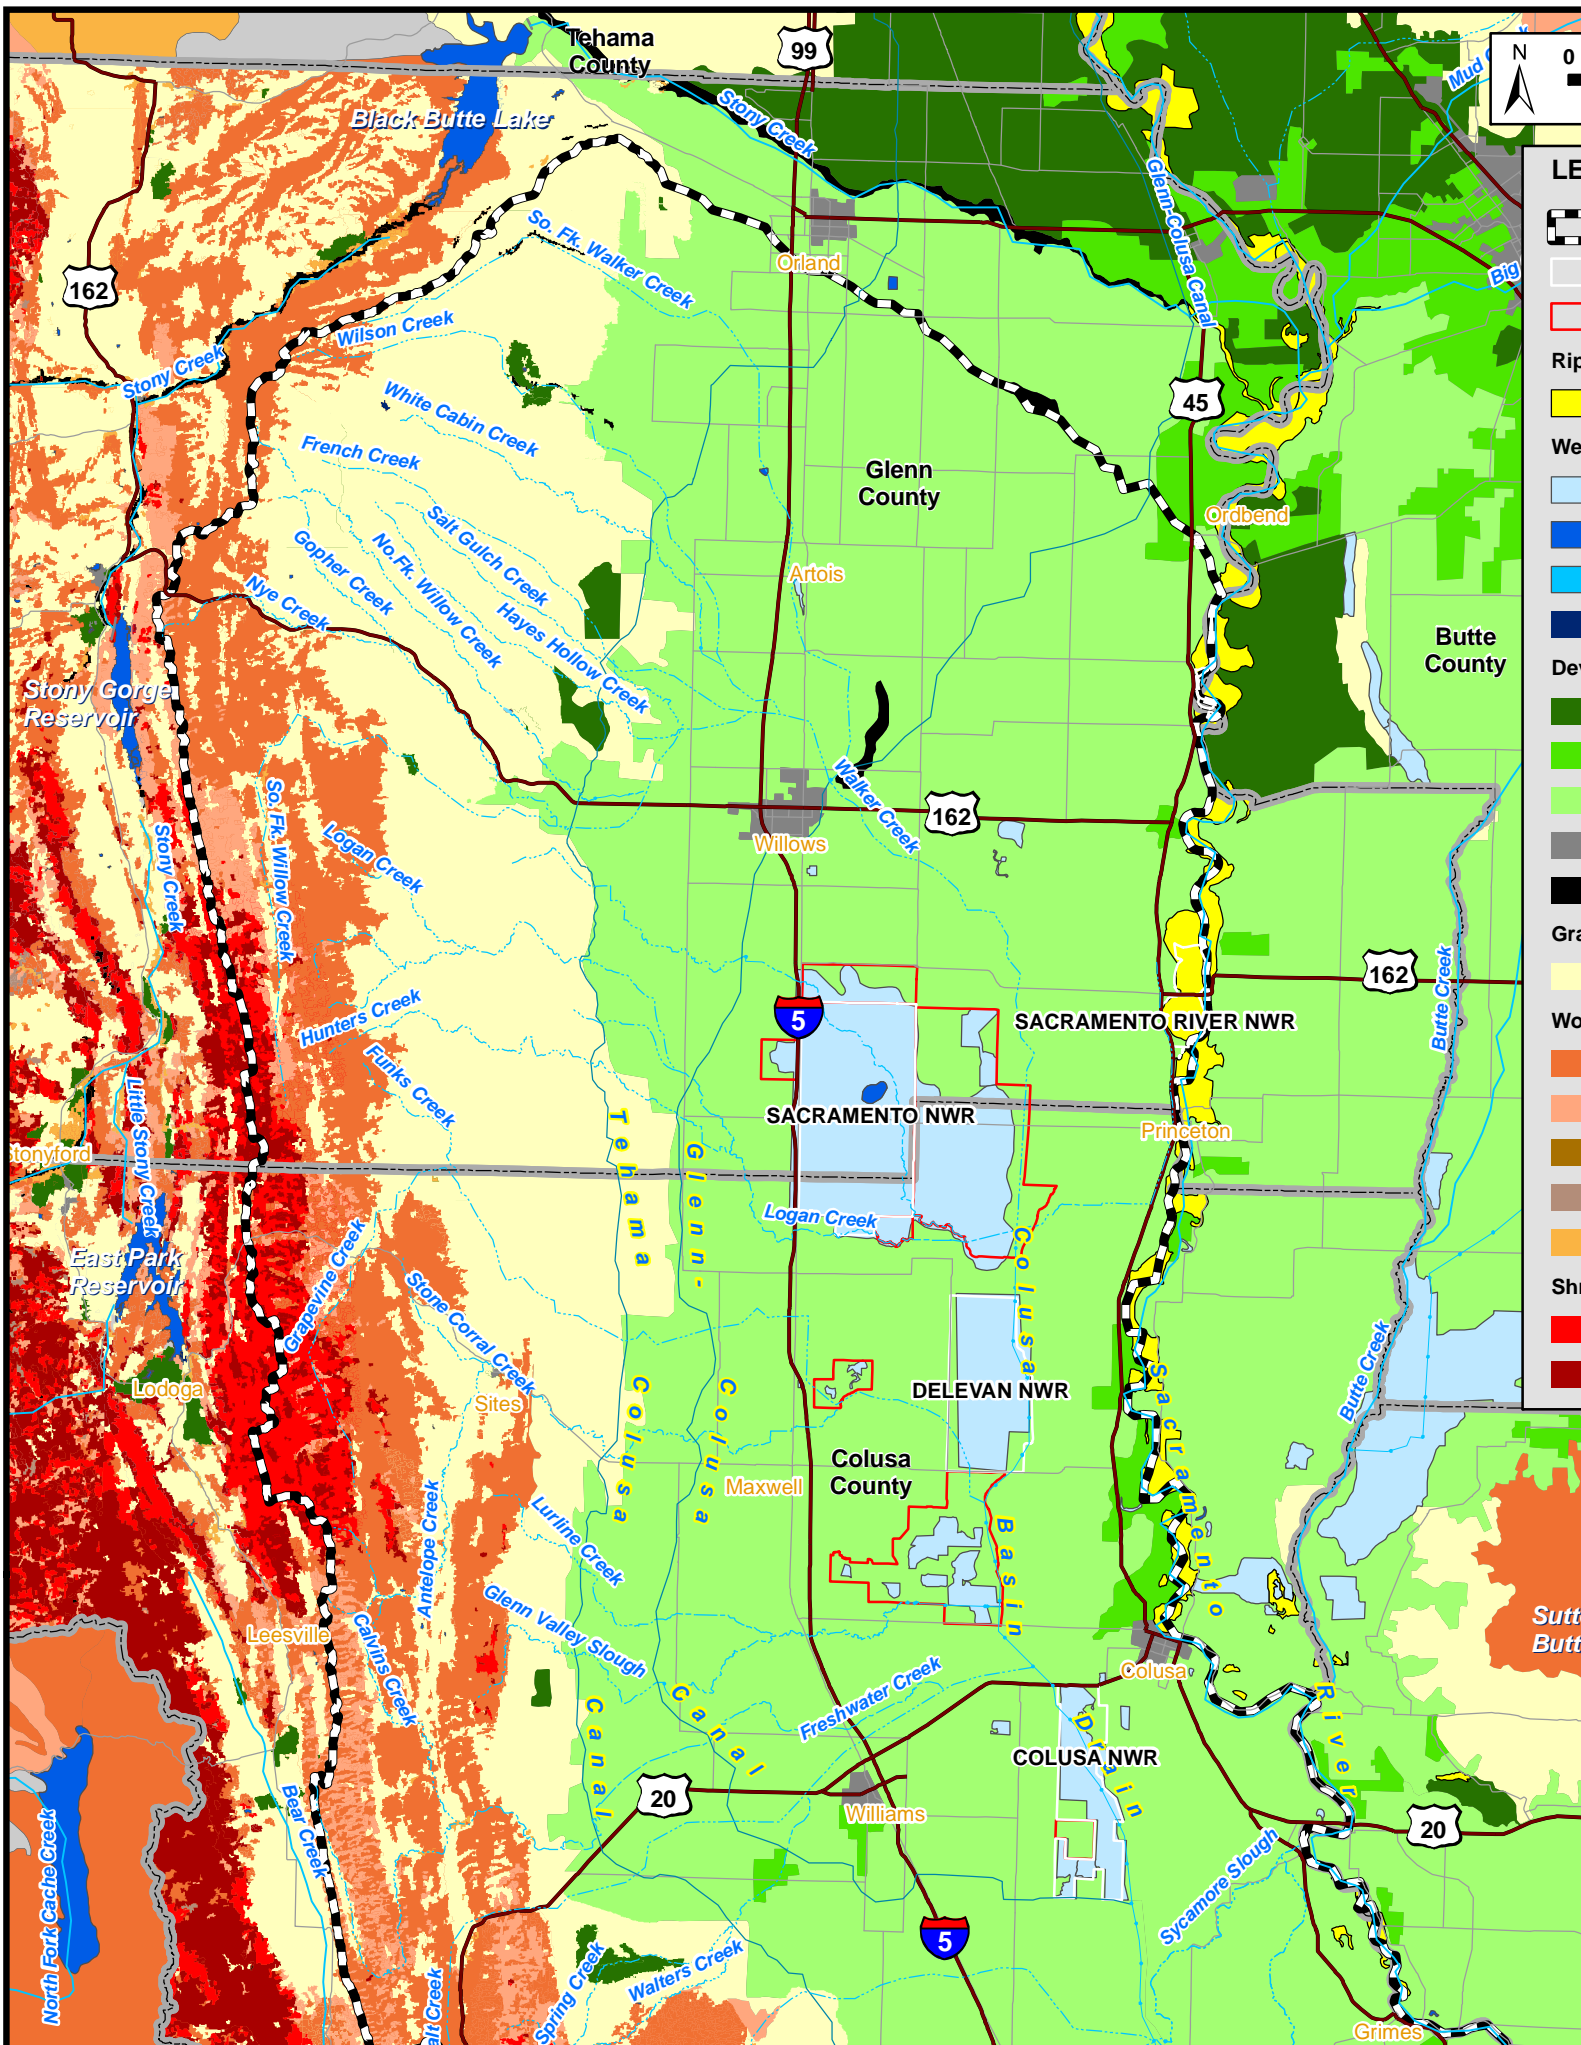 Tehama
County
99
N
0
Mud
Black Butte Lake
Stony Creek
LE
Glenn-Colusa Canal
So. Fk. Walker Creek
Orland
Big
162
Wilson Creek
Stony Creek
Rip
White Cabin Creek
45
French Creek
We
Glenn
County
Salt Gulch Creek
Ordbend
No. Fk. Willow Creek
Gopher Creek
Artois
Nye Creek
Hayes Hollow Creek
Butte
County
Dev
Stony Gorge
Reservoir
Walker Creek
So. Fk. Willow Creek
162
Stony Creek
Logan Creek
Willows
Gra
162
Butte Creek
Hunters Creek
5
SACRAMENTO RIVER NWR
Wo
Funks Creek
Little Stony Creek
SACRAMENTO NWR
Princeton
tonyford
Tehama
Glenn-
Logan Creek
Colusa
East Park
Reservoir
Grapevine Creek
Stone Corral Creek
Shr
Butte Creek
Lodoga
Sites
DELEVAN NWR
Colusa
Colusa
Sacramento
Colusa
County
Maxwell
Antelope Creek
Lurline Creek
Basin
Glenn Valley Slough
Sutt
Butt
Leesville
Calvins Creek
Colusa
Freshwater Creek
Canal
Canal
River
Drain
COLUSA NWR
Bear Creek
20
Williams
20
North Fork Cache Creek
Sycamore Slough
5
Spring Creek
Walters Creek
alt Creek
Grimes